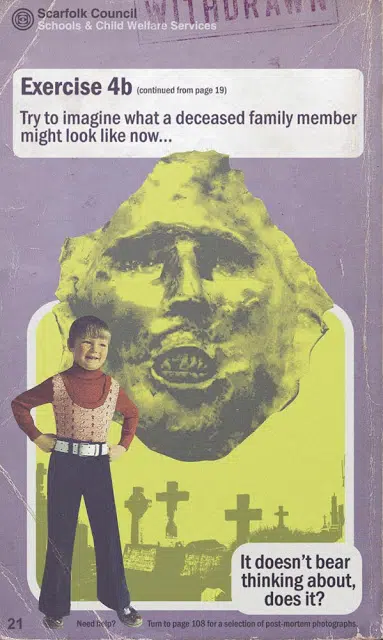 WITHDRAWN
Scarfolk Council
Schools & Child Welfare Services
Exercise 4b (continued from page 19)
Try to imagine what a deceased family member
might look like now...
It doesn't bear
thinking about,
does it?
21
Need help? Turn to page 108 for a selection of post-mortem photographs.